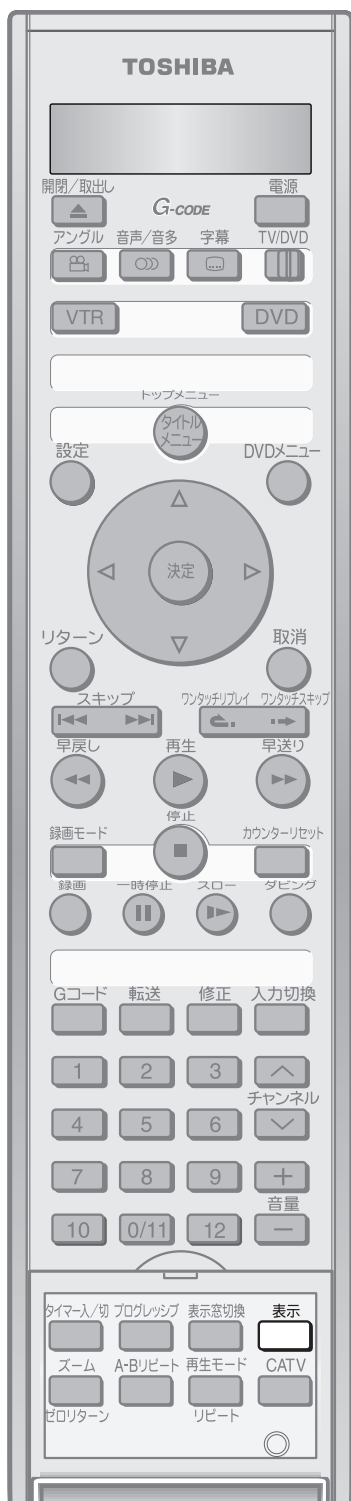 TOSHIBA
開閉/取出し
G-CODE
電源
アングル 音声/音多 字幕 TV/DVD
VTR DVD
トップメニュー
タイトル
メニュー
設定 DVDメニュー
決定
リターン 取消
スキップ ワンタッチリプレイ ワンタッチスキップ
早戻し 再生 早送り
停止
録画モード カウンターリセット
録画 一時停止 スロー ダビング
Gコード 転送 修正 入力切換
1 2 3
チャンネル
4 5 6
7 8 9 +
音量
10 0/11 12 −
タイマー入/切 プログレッシブ 表示窓切換 表示
ズーム A-Bリピート 再生モード CATV
ゼロリターン リピート